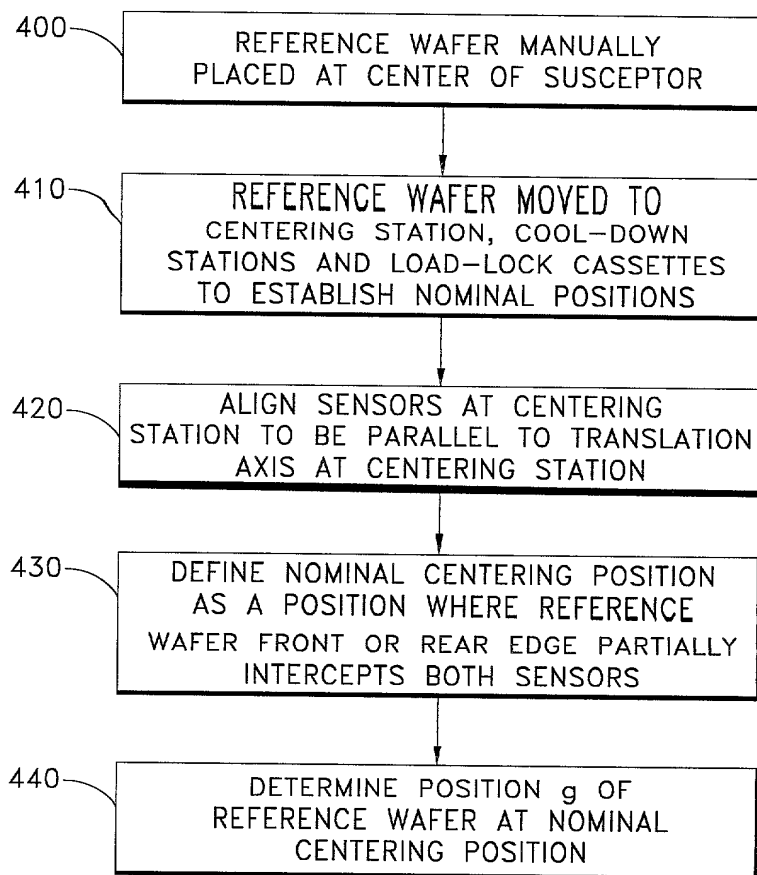 400
REFERENCE WAFER MANUALLY
PLACED AT CENTER OF SUSCEPTOR
410
REFERENCE WAFER MOVED TO
CENTERING STATION, COOL-DOWN
STATIONS AND LOAD-LOCK CASSETTES
TO ESTABLISH NOMINAL POSITIONS
420
ALIGN SENSORS AT CENTERING
STATION TO BE PARALLEL TO TRANSLATION
AXIS AT CENTERING STATION
430
DEFINE NOMINAL CENTERING POSITION
AS A POSITION WHERE REFERENCE
WAFER FRONT OR REAR EDGE PARTIALLY
INTERCEPTS BOTH SENSORS
440
DETERMINE POSITION g OF
REFERENCE WAFER AT NOMINAL
CENTERING POSITION